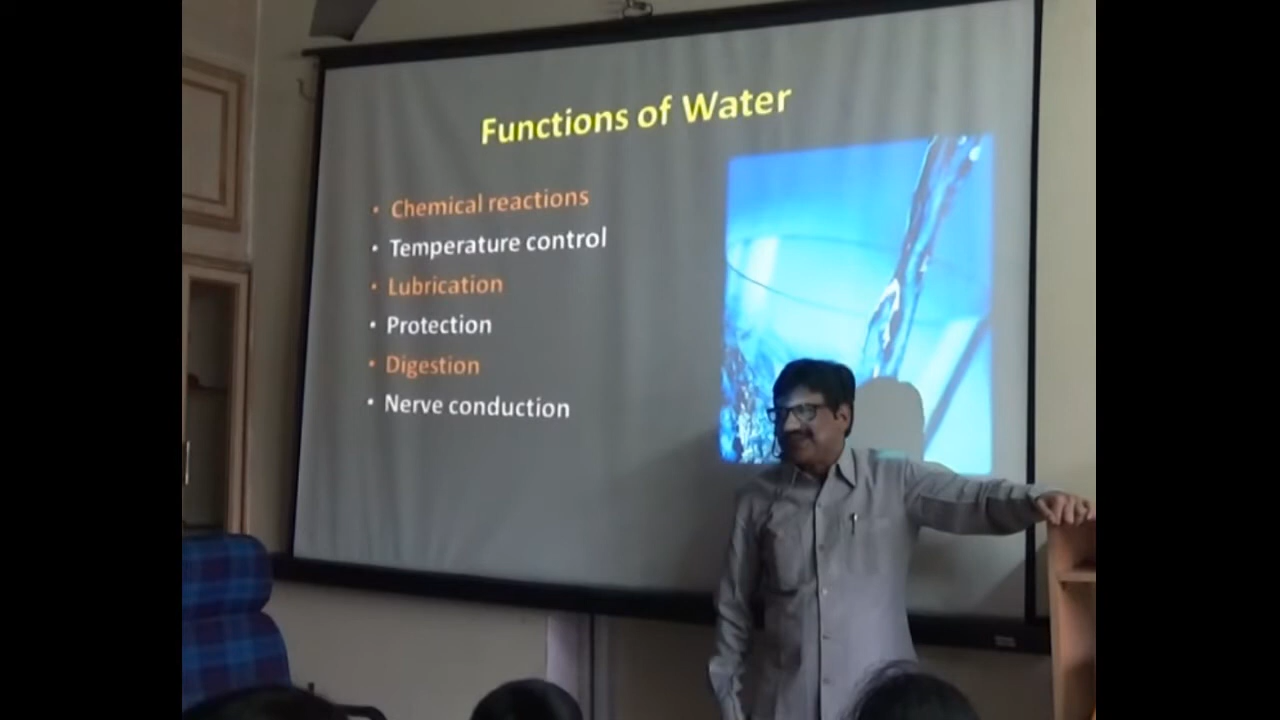 Functions of Water
• Chemical reactions
• Temperature control
• Lubrication
• Protection
• Digestion
• Nerve conduction